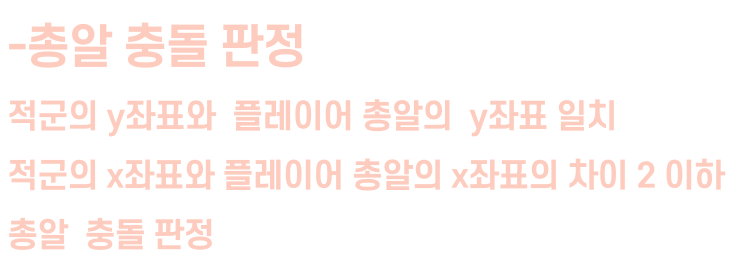 -총알 충돌 판정
적군의 y좌표와 플레이어 총알의 y좌표 일치
적군의 x좌표와 플레이어 총알의 x좌표의 차이 2 이하
총알 충돌 판정